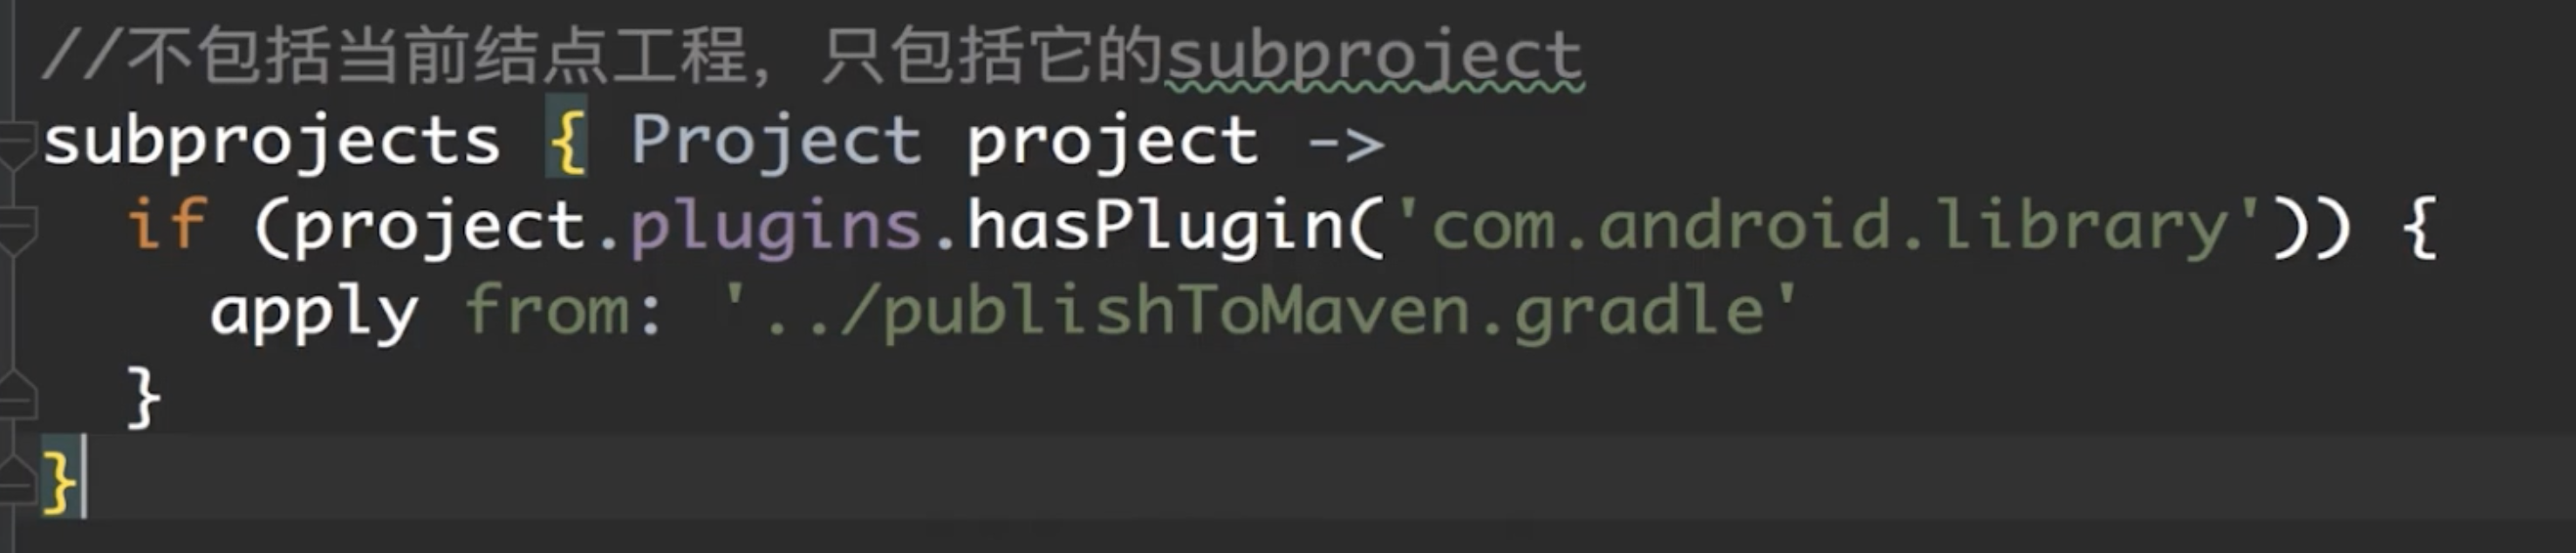 //不包括当前结点工程，只包括它的subproject
subprojects { Project project ->
  if (project.plugins.hasPlugin('com.android.library')) {
    apply from: '../publishToMaven.gradle'
  }
}